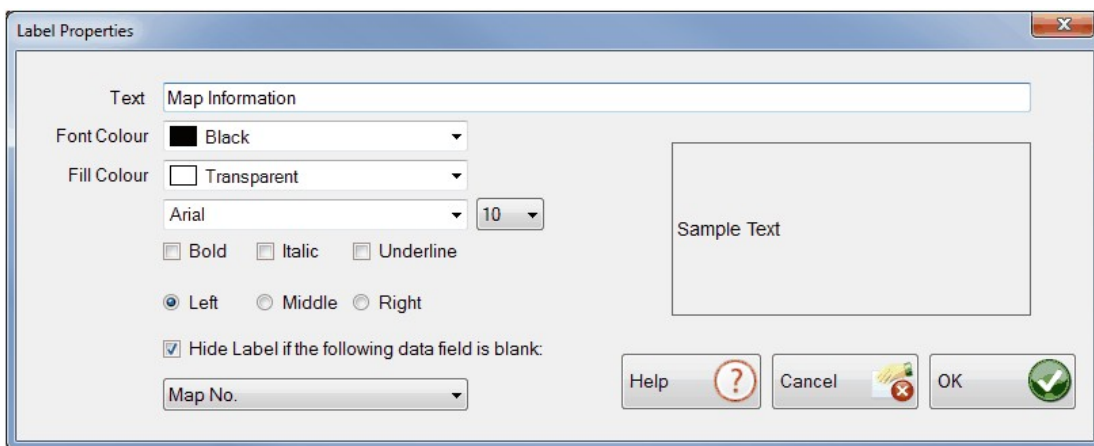 Label Properties
Text Map Information
Font Colour Black
Fill Colour Transparent
Arial 10
Bold Italic Underline
Sample Text
Left Middle Right
Hide Label if the following data field is blank:
Map No.
Help ? Cancel OK